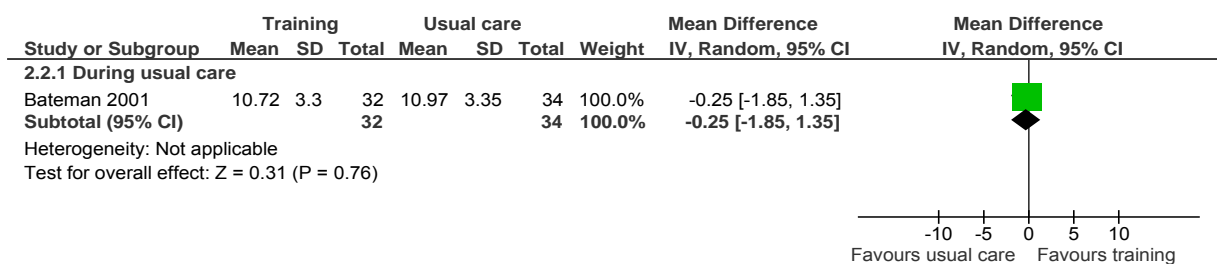 Training Usual care Mean Difference Mean Difference
Study or Subgroup Mean SD Total Mean SD Total Weight IV, Random, 95% CI IV, Random, 95% CI
2.2.1 During usual care
Bateman 2001 10.72 3.3 32 10.97 3.35 34 100.0% -0.25 [-1.85, 1.35]
Subtotal (95% CI) 32 34 100.0% -0.25 [-1.85, 1.35]
Heterogeneity: Not applicable
Test for overall effect: Z = 0.31 (P = 0.76)
-10 -5 0 5 10
Favours usual care Favours training